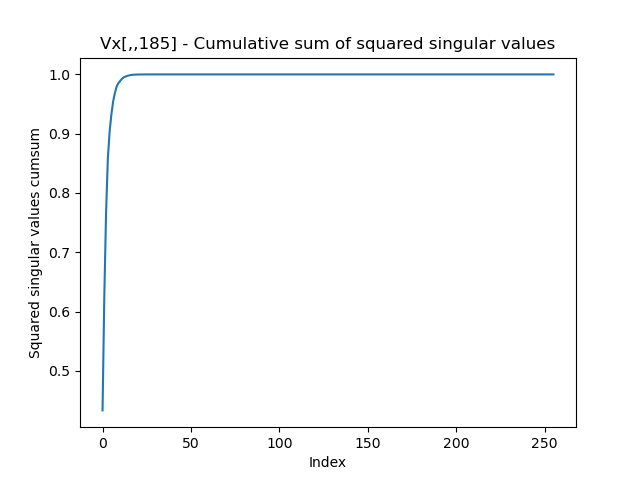 Vx[,,185] - Cumulative sum of squared singular values
1.0
0.9
0.8
0.7
0.6
0.5
Squared singular values cumsum
0 50 100 150 200 250
Index